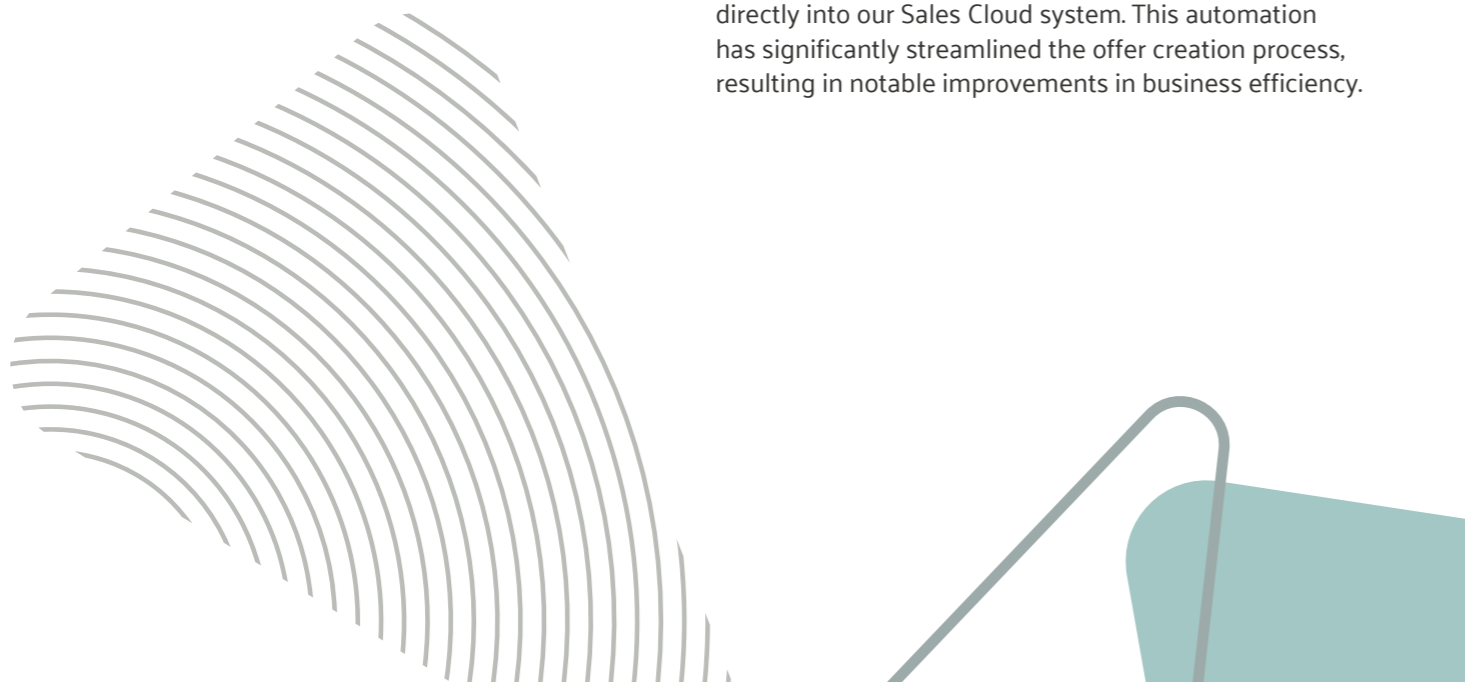 directly into our Sales Cloud system. This automation
has significantly streamlined the offer creation process,
resulting in notable improvements in business efficiency.